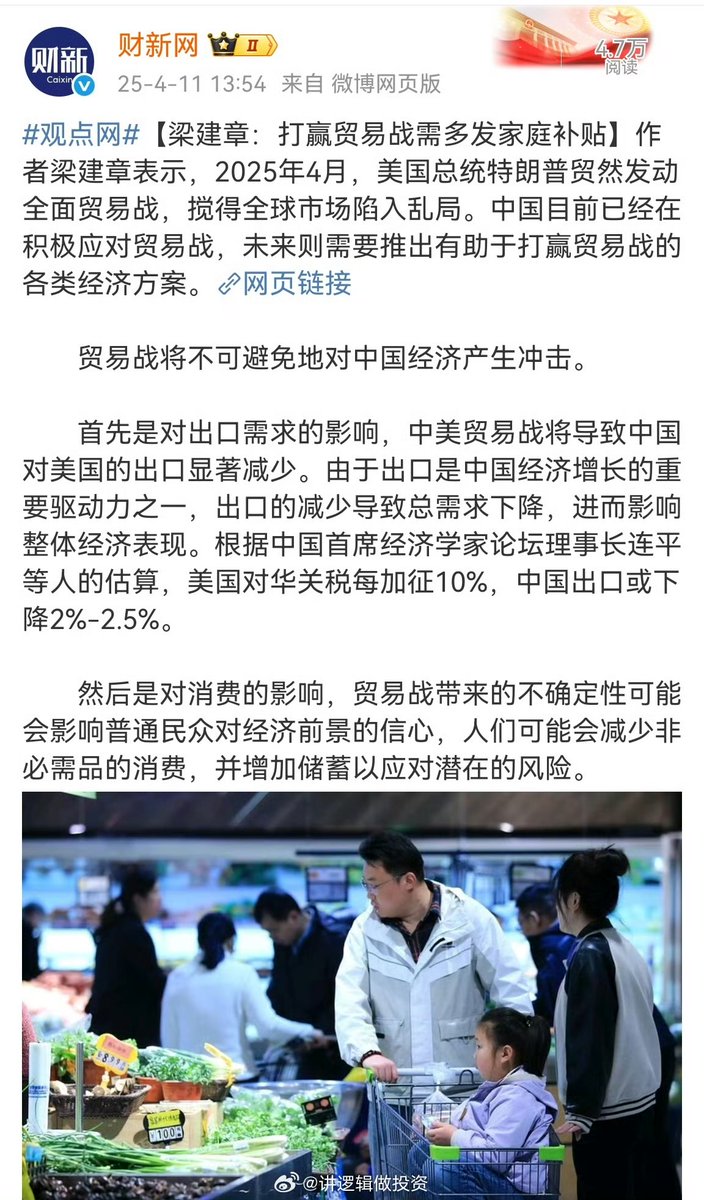 财新
Caixin
财新网 II
25-4-11 13:54 来自 微博网页版
4.7万
阅读
#观点网#【梁建章：打赢贸易战需多发家庭补贴】作
者梁建章表示，2025年4月，美国总统特朗普贸然发动
全面贸易战，搅得全球市场陷入乱局。中国目前已经在
积极应对贸易战，未来则需要推出有助于打赢贸易战的
各类经济方案。网页链接
贸易战将不可避免地对中国经济产生冲击。
首先是对出口需求的影响，中美贸易战将导致中国
对美国的出口显著减少。由于出口是中国经济增长的重
要驱动力之一，出口的减少导致总需求下降，进而影响
整体经济表现。根据中国首席经济学家论坛理事长连平
等人的估算，美国对华关税每加征10%，中国出口或下
降2%-2.5%。
然后是对消费的影响，贸易战带来的不确定性可能
会影响普通民众对经济前景的信心，人们可能会减少非
必需品的消费，并增加储蓄以应对潜在的风险。
100
@讲逻辑做投资